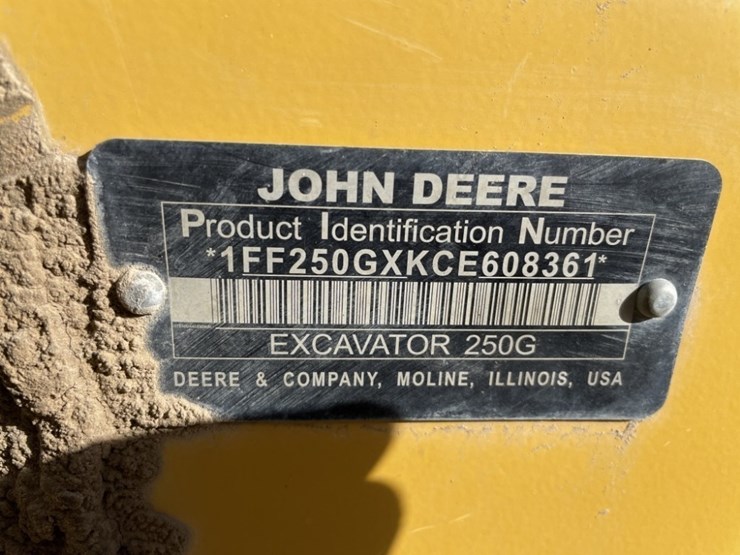 JOHN DEERE
Product Identification Number
*1FF250GXKCE608361*
EXCAVATOR 250G
DEERE & COMPANY, MOLINE, ILLINOIS, USA